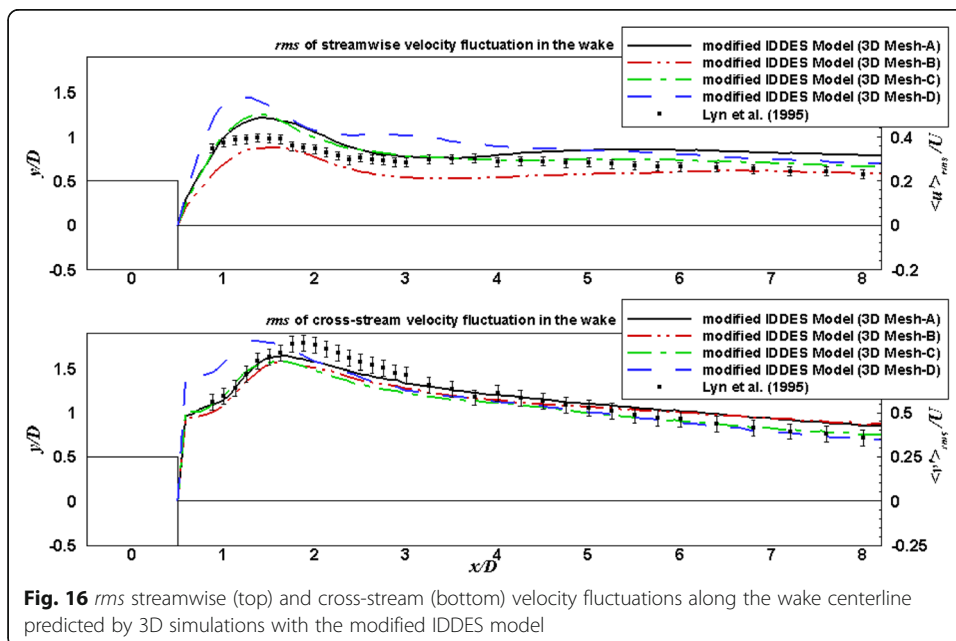 rms of streamwise velocity fluctuation in the wake
modified IDDES Model (3D Mesh-A)
modified IDDES Model (3D Mesh-B)
modified IDDES Model (3D Mesh-C)
modified IDDES Model (3D Mesh-D)
Lyn et al. (1995)
1.5
1
0.5
0
-0.5
y/D
0.4
0.2
0
-0.2
<u'>rms/U
0 1 2 3 4 5 6 7 8
rms of cross-stream velocity fluctuation in the wake
modified IDDES Model (3D Mesh-A)
modified IDDES Model (3D Mesh-B)
modified IDDES Model (3D Mesh-C)
modified IDDES Model (3D Mesh-D)
Lyn et al. (1995)
1.5
1
0.5
0
-0.5
y/D
0.5
0.25
0
-0.25
<v'>rms/U
0 1 2 3 4 5 6 7 8
x/D
Fig. 16 rms streamwise (top) and cross-stream (bottom) velocity fluctuations along the wake centerline
predicted by 3D simulations with the modified IDDES model